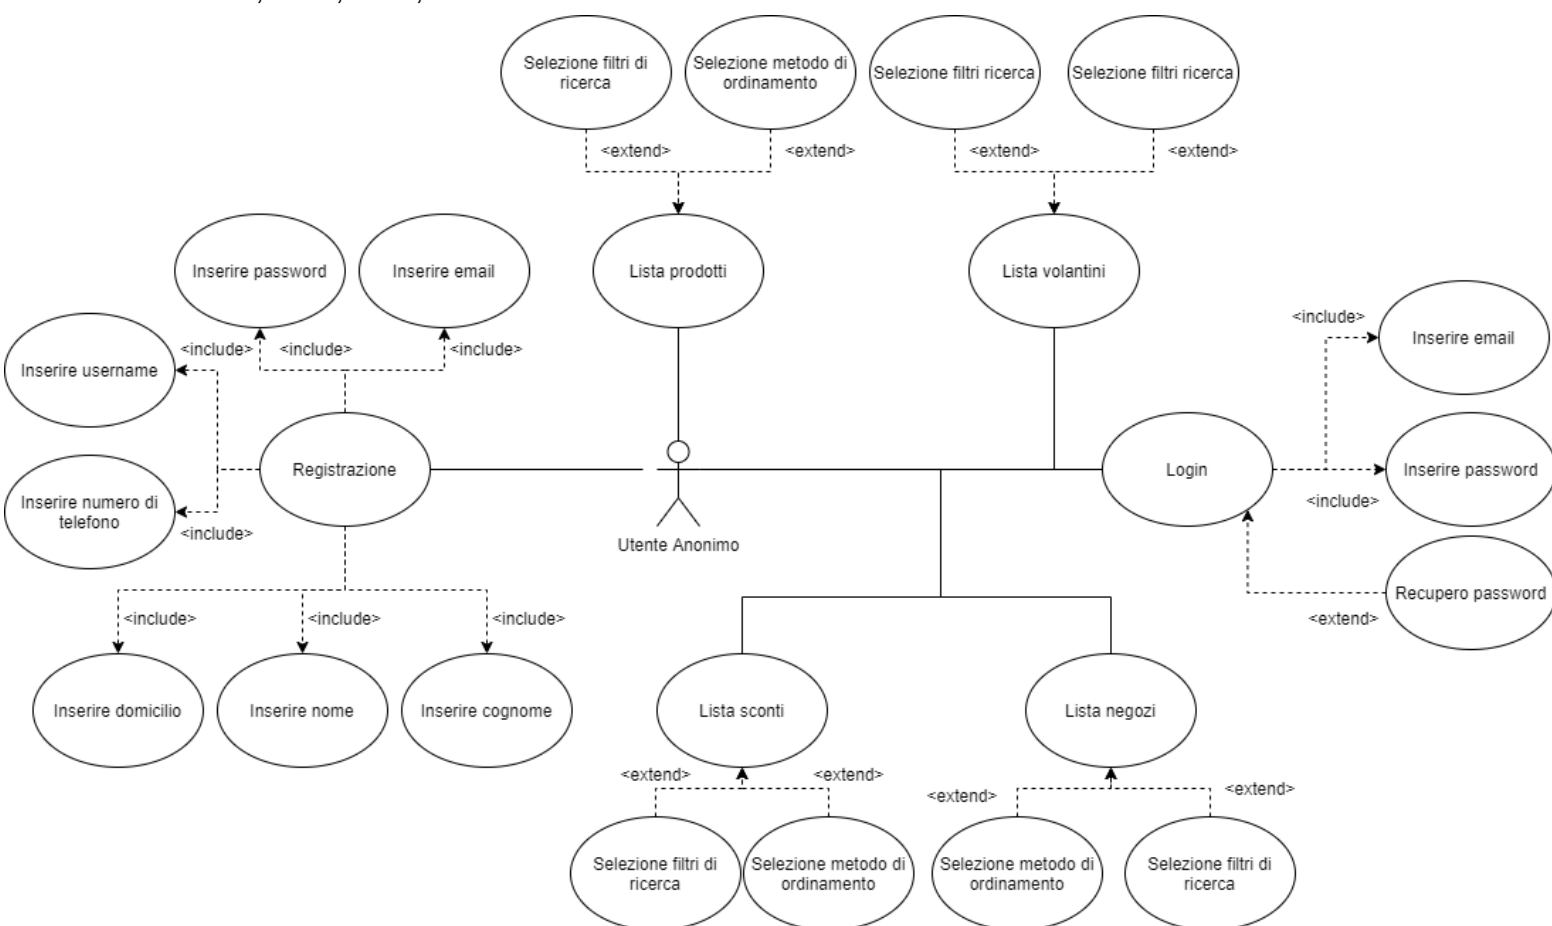 Selezione filtri di
ricerca
Selezione metodo di
ordinamento
Selezione filtri ricerca
Selezione filtri ricerca
<extend>
<extend>
<extend>
<extend>
Inserire password
Inserire email
Lista prodotti
Lista volantini
<include>
Inserire email
<include>
<include>
<include>
Inserire username
Registrazione
Login
Inserire password
<include>
Inserire numero di
telefono
<include>
Utente Anonimo
Recupero password
<extend>
<include>
<include>
<include>
Inserire domicilio
Inserire nome
Inserire cognome
Lista sconti
Lista negozi
<extend>
<extend>
<extend>
<extend>
Selezione filtri di
ricerca
Selezione metodo di
ordinamento
Selezione metodo di
ordinamento
Selezione filtri di
ricerca